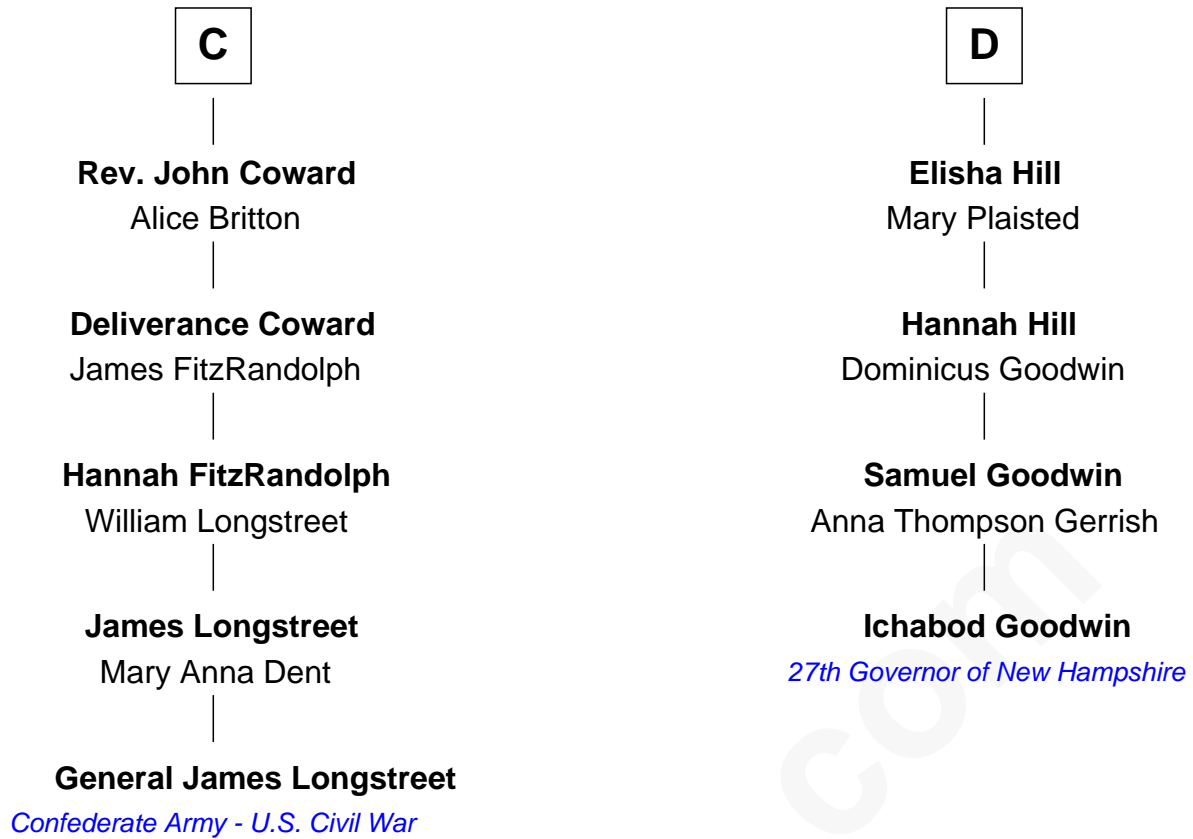 C
Rev. John Coward
Alice Britton
Deliverance Coward
James FitzRandolph
Hannah FitzRandolph
William Longstreet
James Longstreet
Mary Anna Dent
General James Longstreet
Confederate Army - U.S. Civil War
D
Elisha Hill
Mary Plaisted
Hannah Hill
Dominicus Goodwin
Samuel Goodwin
Anna Thompson Gerrish
Ichabod Goodwin
27th Governor of New Hampshire
com